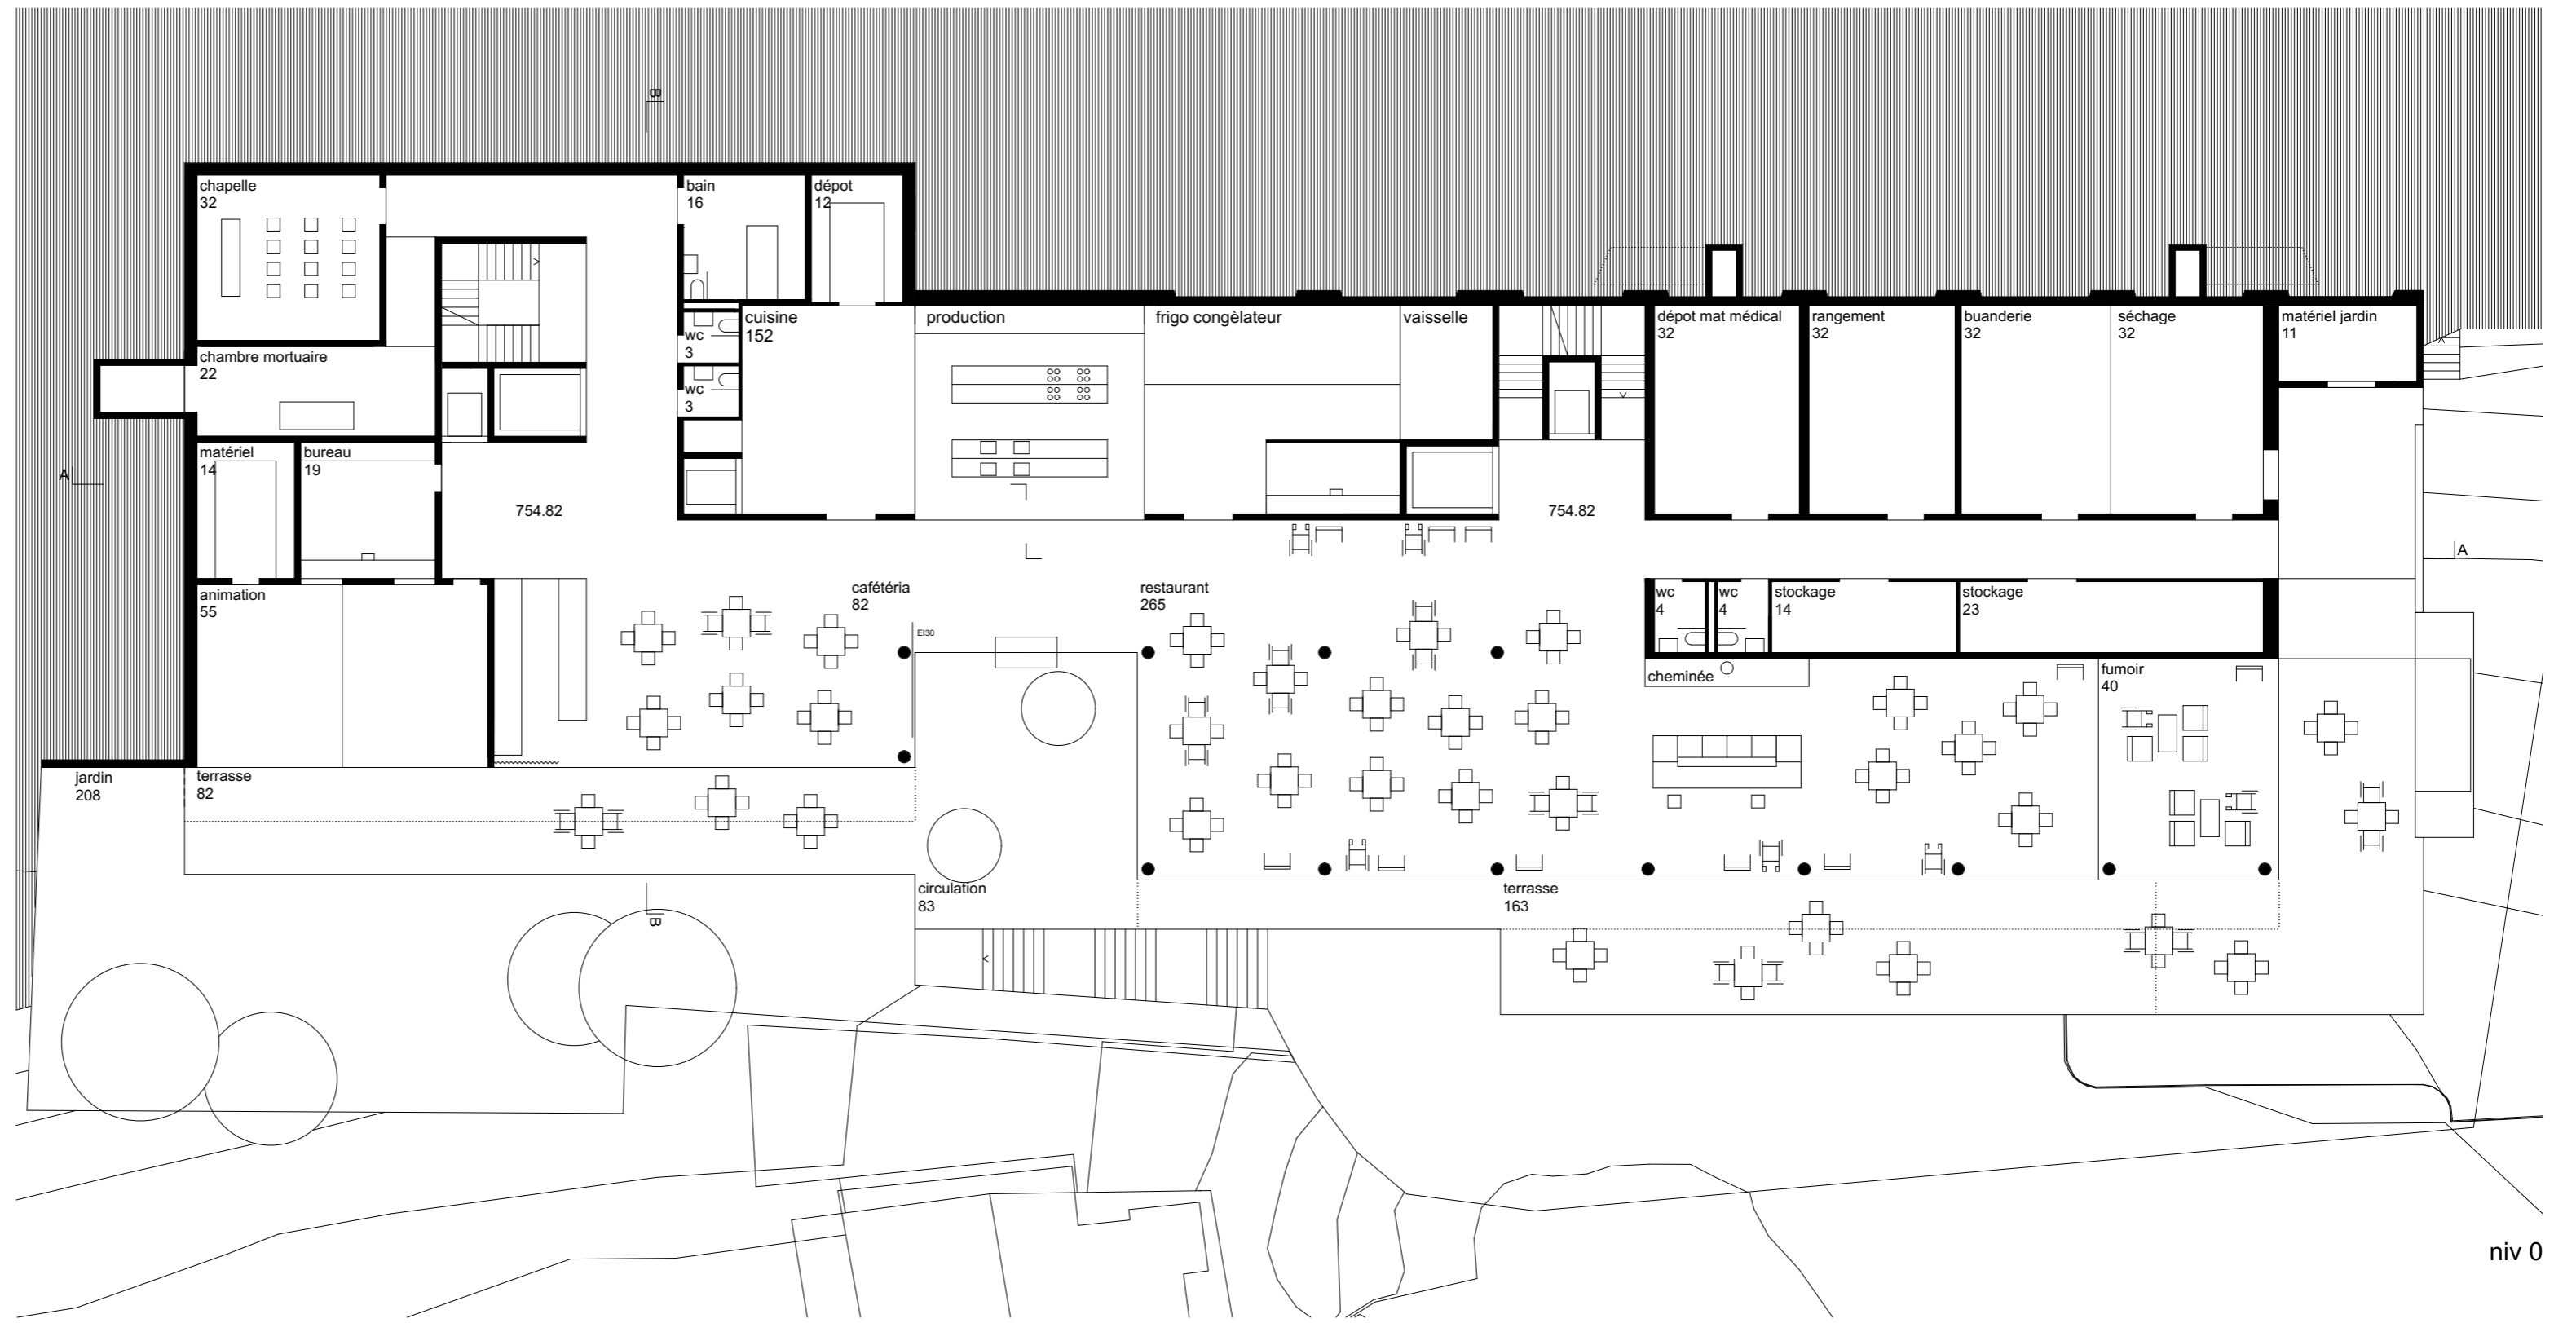 B
chapelle
32
bain
16
dépot
12
wc
3
cuisine
152
production
frigo congèlateur
vaisselle
dépot mat médical
32
rangement
32
buanderie
32
séchage
32
matériel jardin
11
chambre mortuaire
22
wc
3
A
matériel
14
bureau
19
754.82
754.82
A
animation
55
cafétéria
82
EI30
restaurant
265
wc
4
wc
4
stockage
14
stockage
23
cheminée
fumoir
40
jardin
208
terrasse
82
circulation
83
terrasse
163
B
niv 0